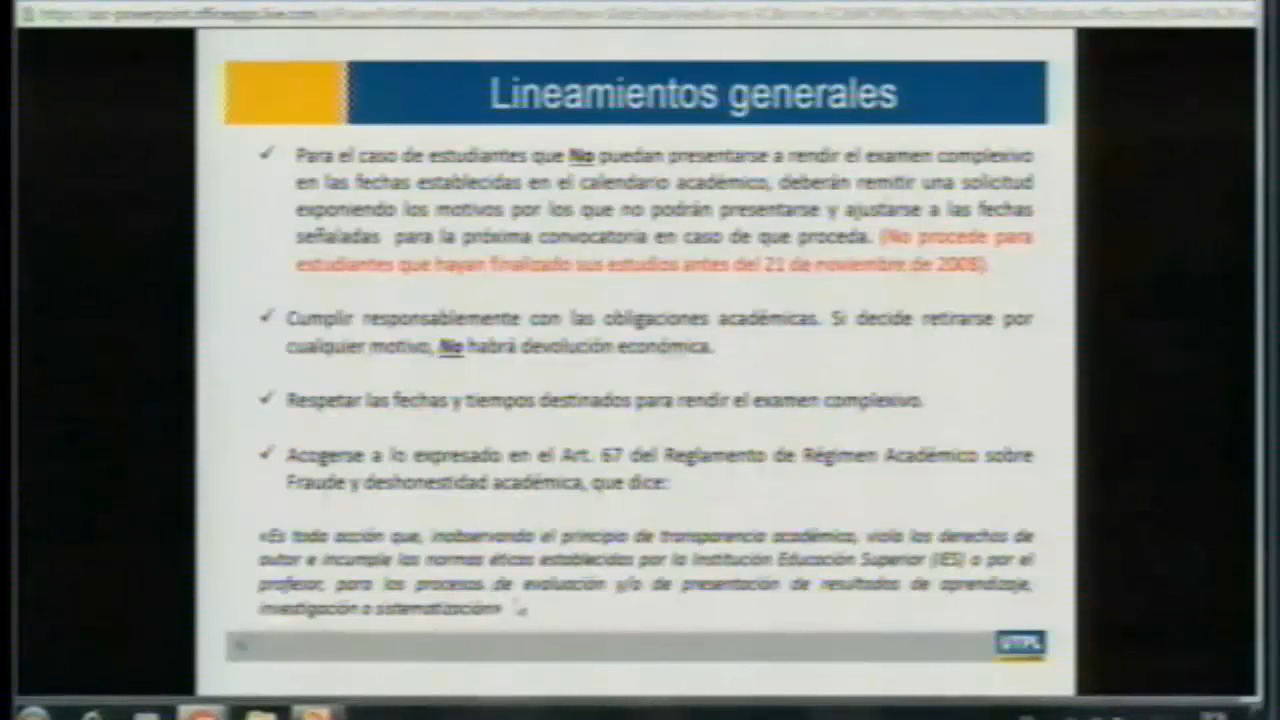 Lineamientos generales
✓ Para el caso de estudiantes que No puedan presentarse a rendir el examen complexivo
en las fechas establecidas en el calendario académico, deberán remitir una solicitud
exponiendo los motivos por los que no podrán presentarse y ajustarse a las fechas
señaladas para la próxima convocatoria en caso de que proceda. (No procede para
estudiantes que hayan finalizado sus estudios antes del 21 de noviembre de 2008).
✓ Cumplir responsablemente con las obligaciones académicas. Si decide retirarse por
cualquier motivo, No habrá devolución económica.
✓ Respetar las fechas y tiempos destinados para rendir el examen complexivo.
✓ Acogerse a lo expresado en el Art. 67 del Reglamento de Régimen Académico sobre
Fraude y deshonestidad académica, que dice:
«Es toda acción que, inobservando el principio de transparencia académica, viola los derechos de
autor e incumple las normas éticas establecidas por la Institución Educación Superior (IES) o por el
profesor, para los procesos de evaluación y/o de presentación de resultados de aprendizaje,
investigación o sistematización»
UTPL